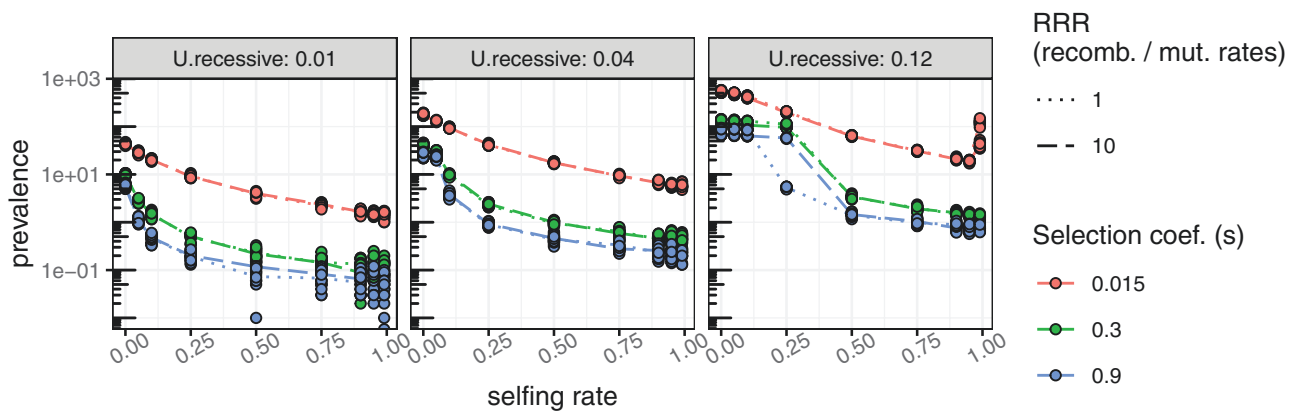 U.recessive: 0.01
U.recessive: 0.04
U.recessive: 0.12
1e+03
1e+01
1e−01
prevalence
0.00
0.25
0.50
0.75
1.00
0.00
0.25
0.50
0.75
1.00
0.00
0.25
0.50
0.75
1.00
selfing rate
RRR
(recomb. / mut. rates)
1
10
Selection coef. (s)
0.015
0.3
0.9